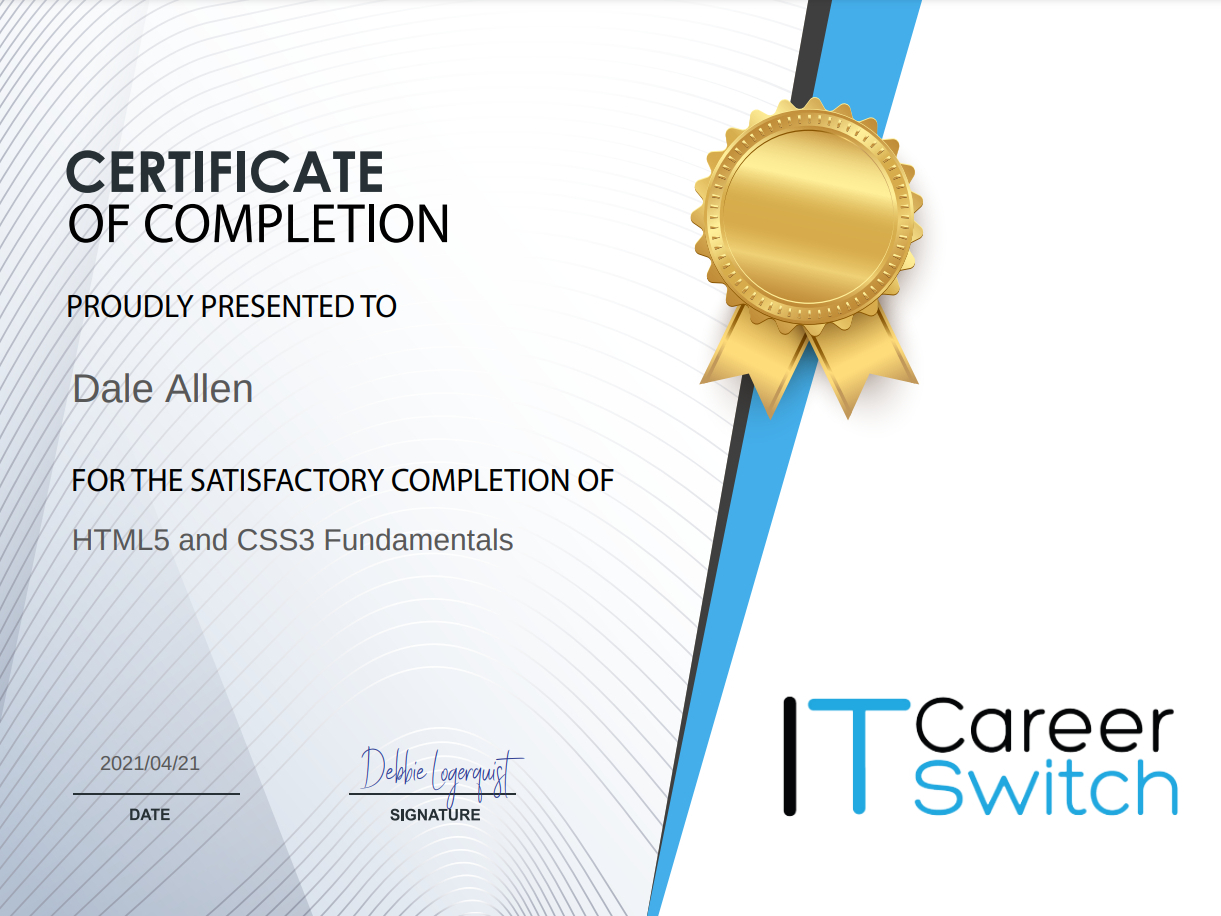 CERTIFICATE
OF COMPLETION
PROUDLY PRESENTED TO
Dale Allen
FOR THE SATISFACTORY COMPLETION OF
HTML5 and CSS3 Fundamentals
2021/04/21
DATE
Debbie Logerquist
SIGNATURE
IT Career
Switch